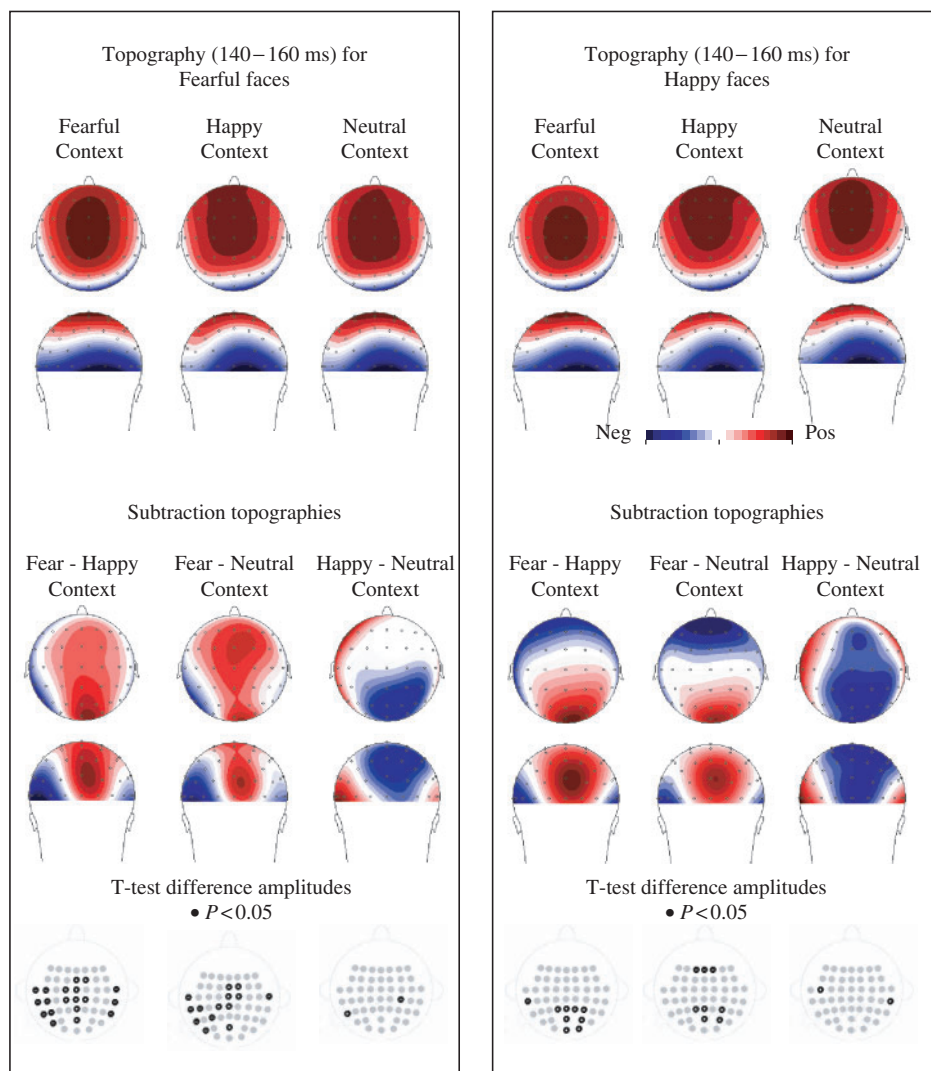 Topography (140–160 ms) for
Fearful faces
Fearful
Context
Happy
Context
Neutral
Context
Subtraction topographies
Fear - Happy
Context
Fear - Neutral
Context
Happy - Neutral
Context
T-test difference amplitudes
• P<0.05
Topography (140–160 ms) for
Happy faces
Fearful
Context
Happy
Context
Neutral
Context
Neg
Pos
Subtraction topographies
Fear - Happy
Context
Fear - Neutral
Context
Happy - Neutral
Context
T-test difference amplitudes
• P<0.05